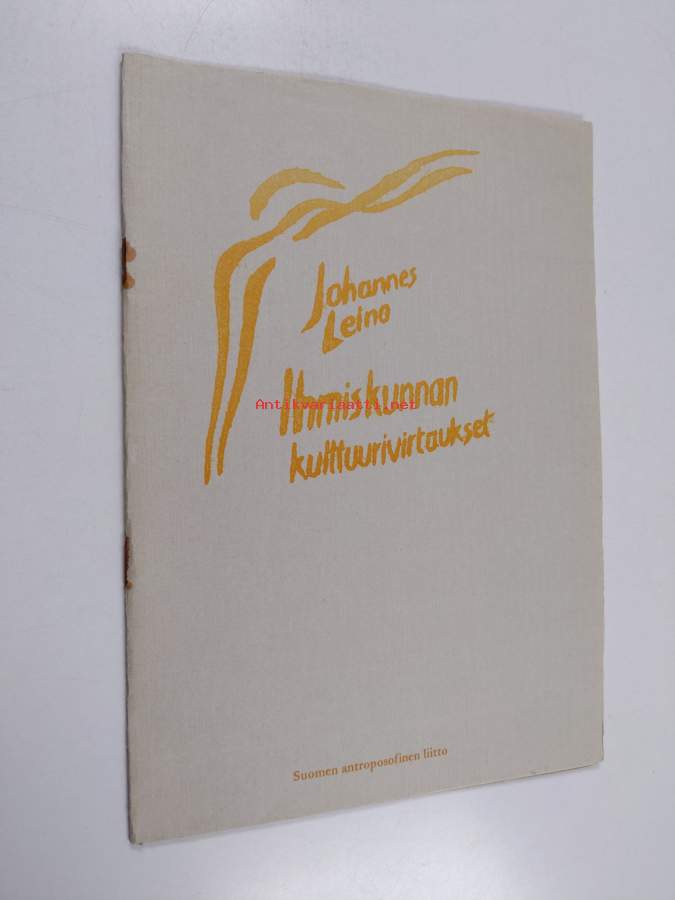 Johannes
Leino
Ihmiskunnan
Antikvariaatti.net
kulttuurivirtaukset
Suomen antroposofinen liitto